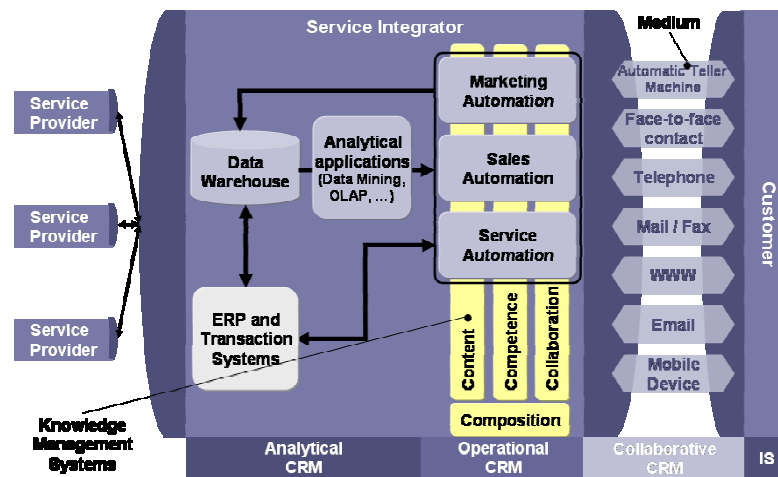 Service Integrator
Medium
Service
Provider
Service
Provider
Service
Provider
Data
Warehouse
Analytical
applications
(Data Mining,
OLAP, ...)
ERP and
Transaction
Systems
Marketing
Automation
Sales
Automation
Service
Automation
Content
Competence
Collaboration
Composition
Automatic Teller
Machine
Face-to-face
contact
Telephone
Mail / Fax
WWW
Email
Mobile
Device
Customer
Knowledge
Management
Systems
Analytical
CRM
Operational
CRM
Collaborative
CRM
IS